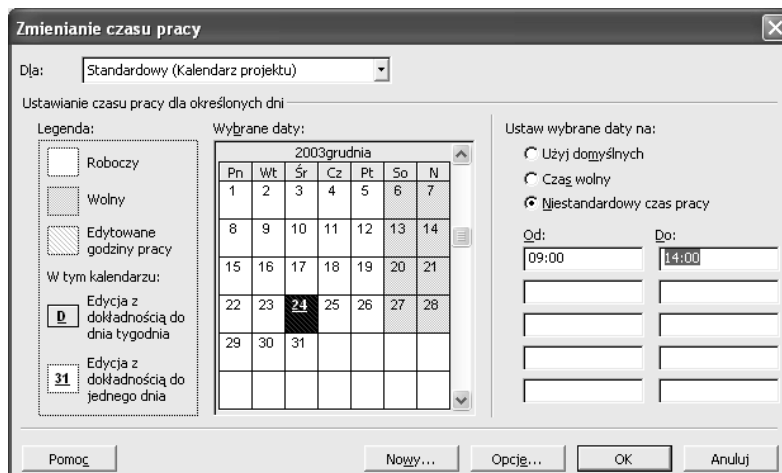 Zmienianie czasu pracy
Dla: Standardowy (Kalendarz projektu)
Ustawianie czasu pracy dla określonych dni
Legenda:
Roboczy
Wolny
Edytowane
godziny pracy
W tym kalendarzu:
D Edycja z
dokładnością do
dnia tygodnia
31 Edycja z
dokładnością do
jednego dnia
Wybrane daty:
2003grudnia
Pn Wt Śr Cz Pt So N
1 2 3 4 5 6 7
8 9 10 11 12 13 14
15 16 17 18 19 20 21
22 23 24 25 26 27 28
29 30 31
Ustaw wybrane daty na:
Użyj domyślnych
Czas wolny
Niestandardowy czas pracy
Od: Do:
09:00 14:00
Pomoc Nowy... Opcje... OK Anuluj